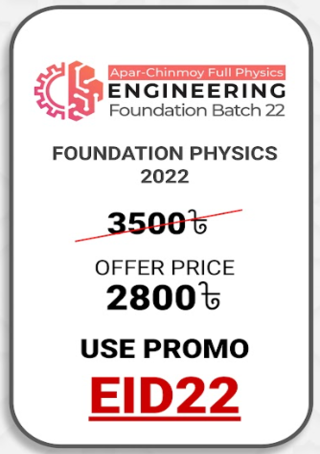 Apar-Chinmoy Full Physics
ENGINEERING
Foundation Batch 22
FOUNDATION PHYSICS
2022
3500৳
OFFER PRICE
2800৳
USE PROMO
EID22